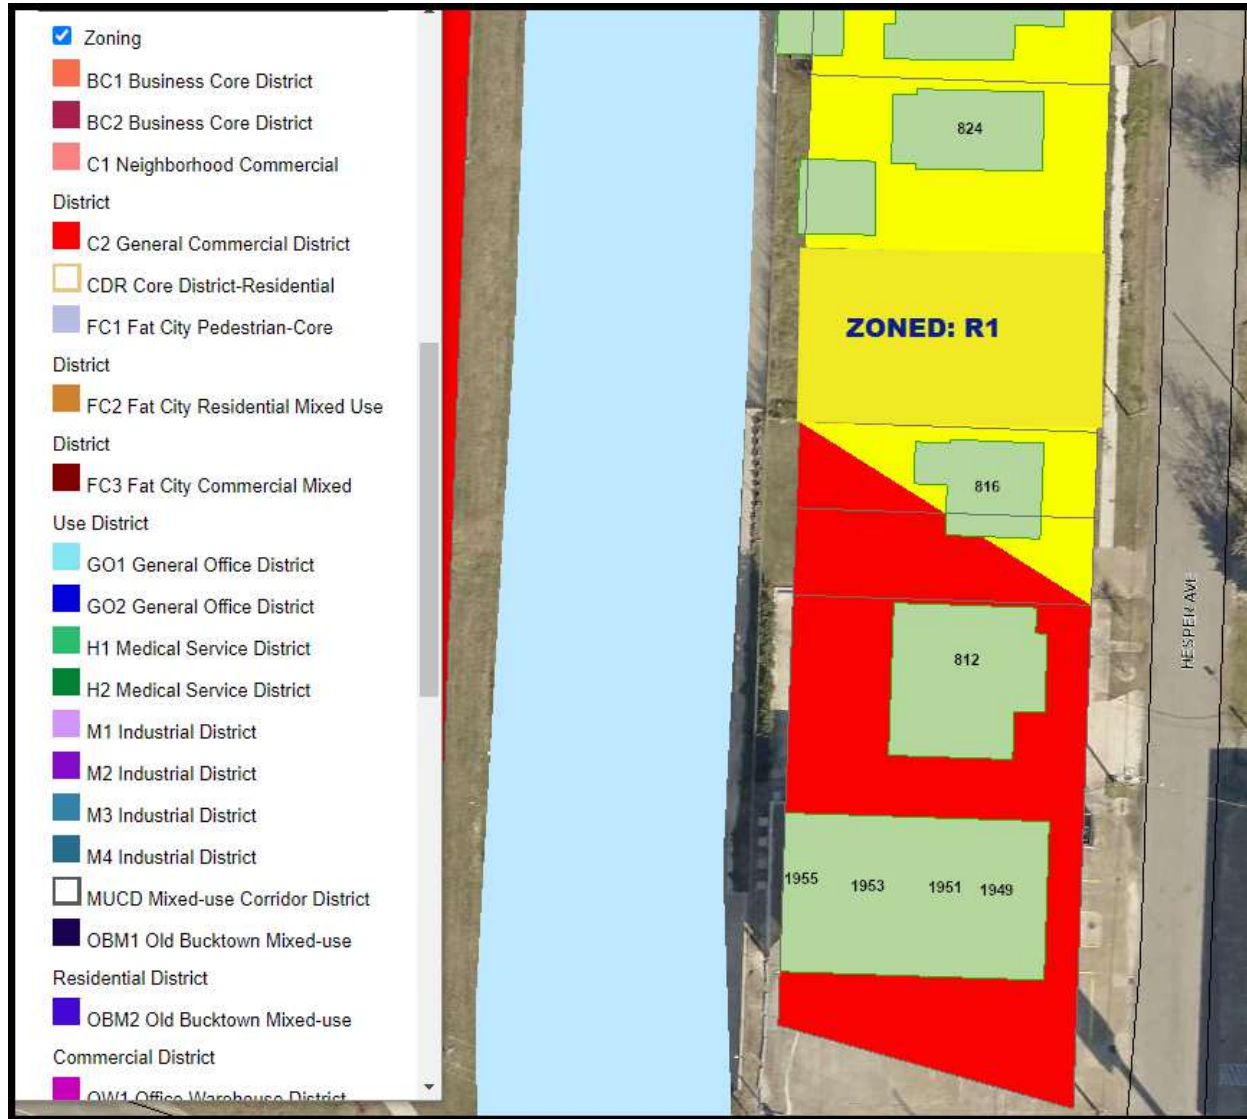 Zoning
BC1 Business Core District
BC2 Business Core District
C1 Neighborhood Commercial
District
C2 General Commercial District
CDR Core District-Residential
FC1 Fat City Pedestrian-Core
District
FC2 Fat City Residential Mixed Use
District
FC3 Fat City Commercial Mixed
Use District
GO1 General Office District
GO2 General Office District
H1 Medical Service District
H2 Medical Service District
M1 Industrial District
M2 Industrial District
M3 Industrial District
M4 Industrial District
MUCD Mixed-use Corridor District
OBM1 Old Bucktown Mixed-use
Residential District
OBM2 Old Bucktown Mixed-use
Commercial District
OW1 Office Warehouse District
824
ZONED: R1
816
812
HESPER AVE
1955
1953
1951
1949